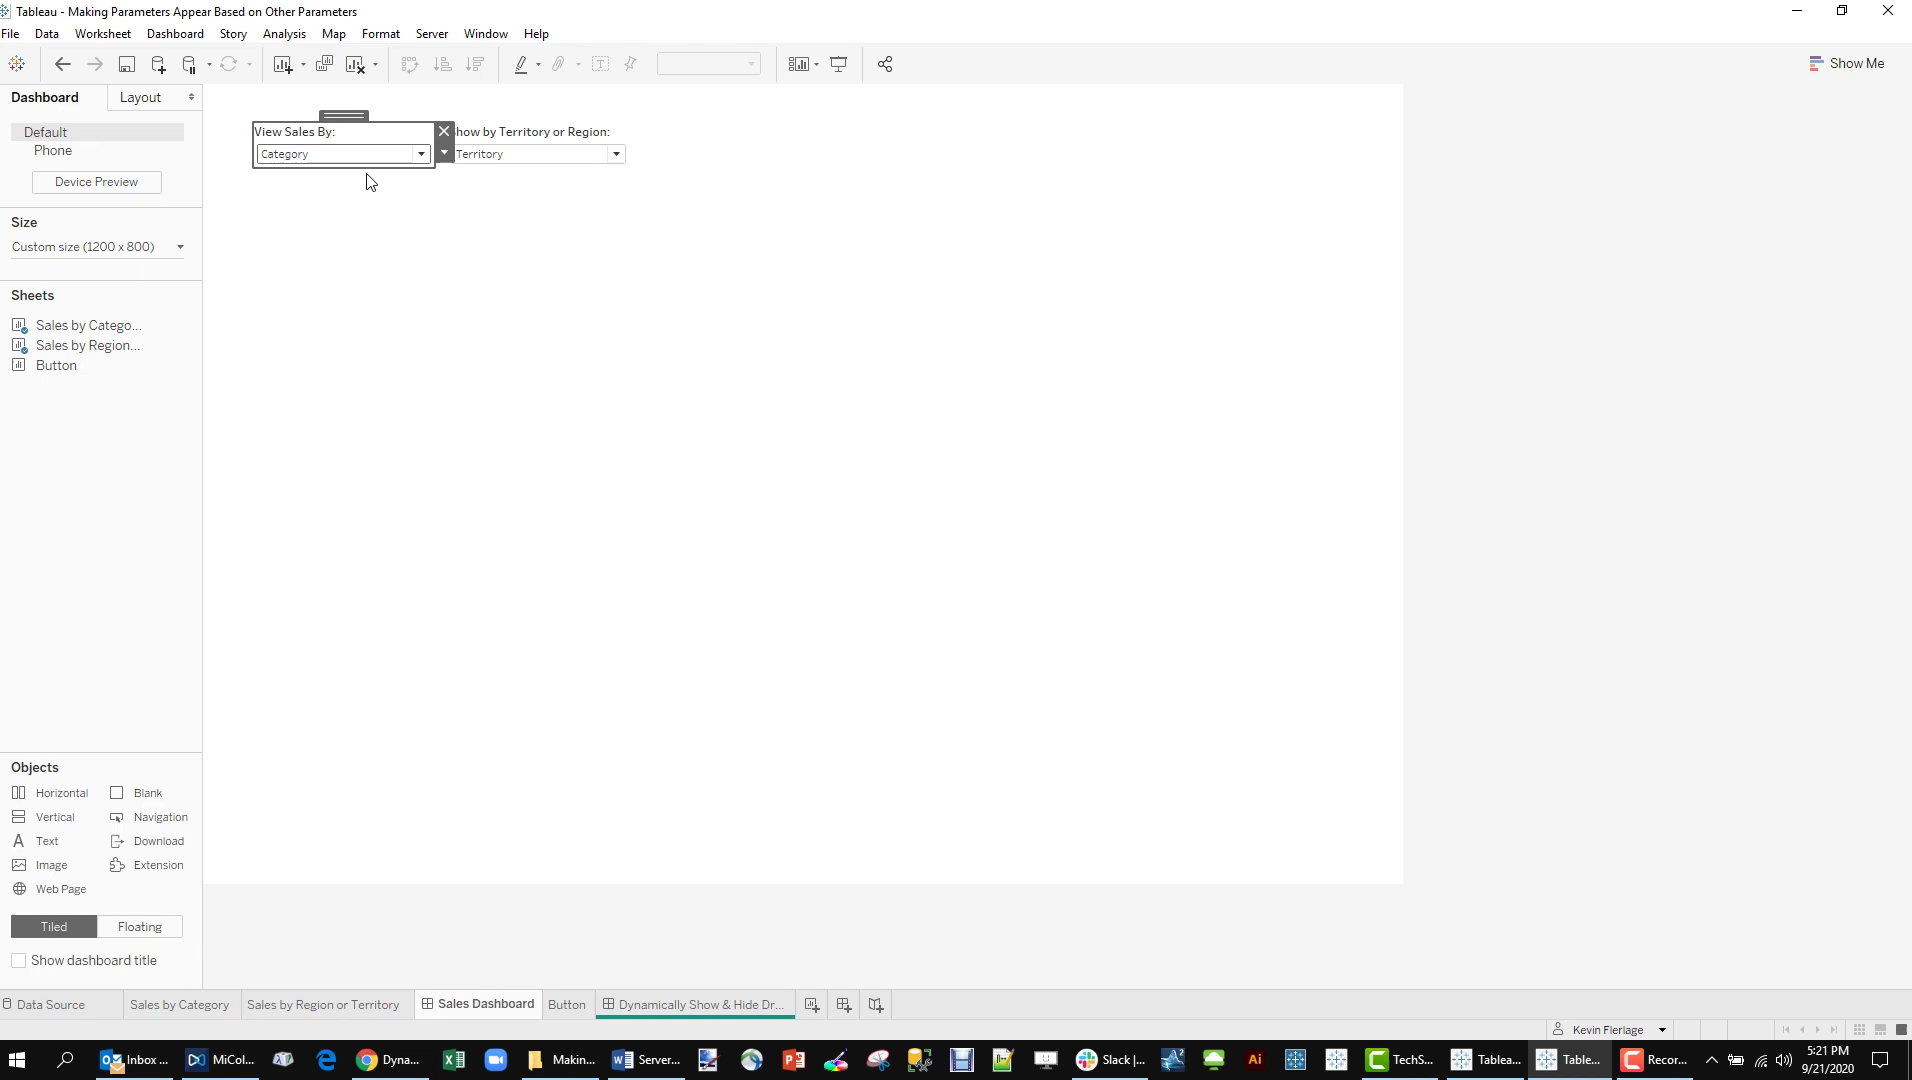 Tableau - Making Parameters Appear Based on Other Parameters
File Data Worksheet Dashboard Story Analysis Map Format Server Window Help
Show Me
Dashboard Layout
Default
Phone
Device Preview
Size
Custom size (1200 x 800)
Sheets
Sales by Catego...
Sales by Region...
Button
View Sales By:
Category
how by Territory or Region:
Territory
Objects
Horizontal Blank
Vertical Navigation
Text Download
Image Extension
Web Page
Tiled Floating
Show dashboard title
Data Source Sales by Category Sales by Region or Territory Sales Dashboard Button Dynamically Show & Hide Dr...
Kevin Flerlage
Inbox ... MiCol... Dyna... Makin... Server... Slack |... TechS... Tablea... Table... Recor...
5:21 PM
9/21/2020